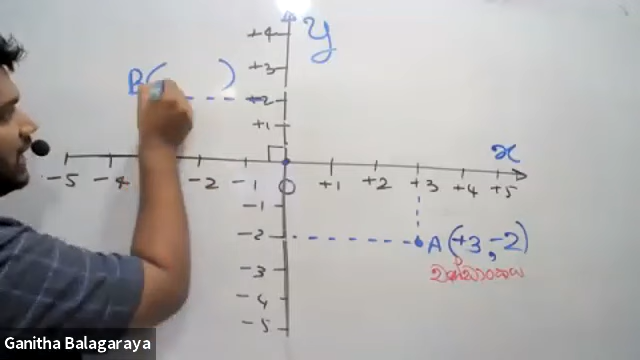 y
+4
+3
B( )
+2
+1
x
-5 -4 -2 -1 O +1 +2 +3 +4 +5
-1
-2
A(+3,-2)
-3
-4
-5
Ganitha Balagaraya